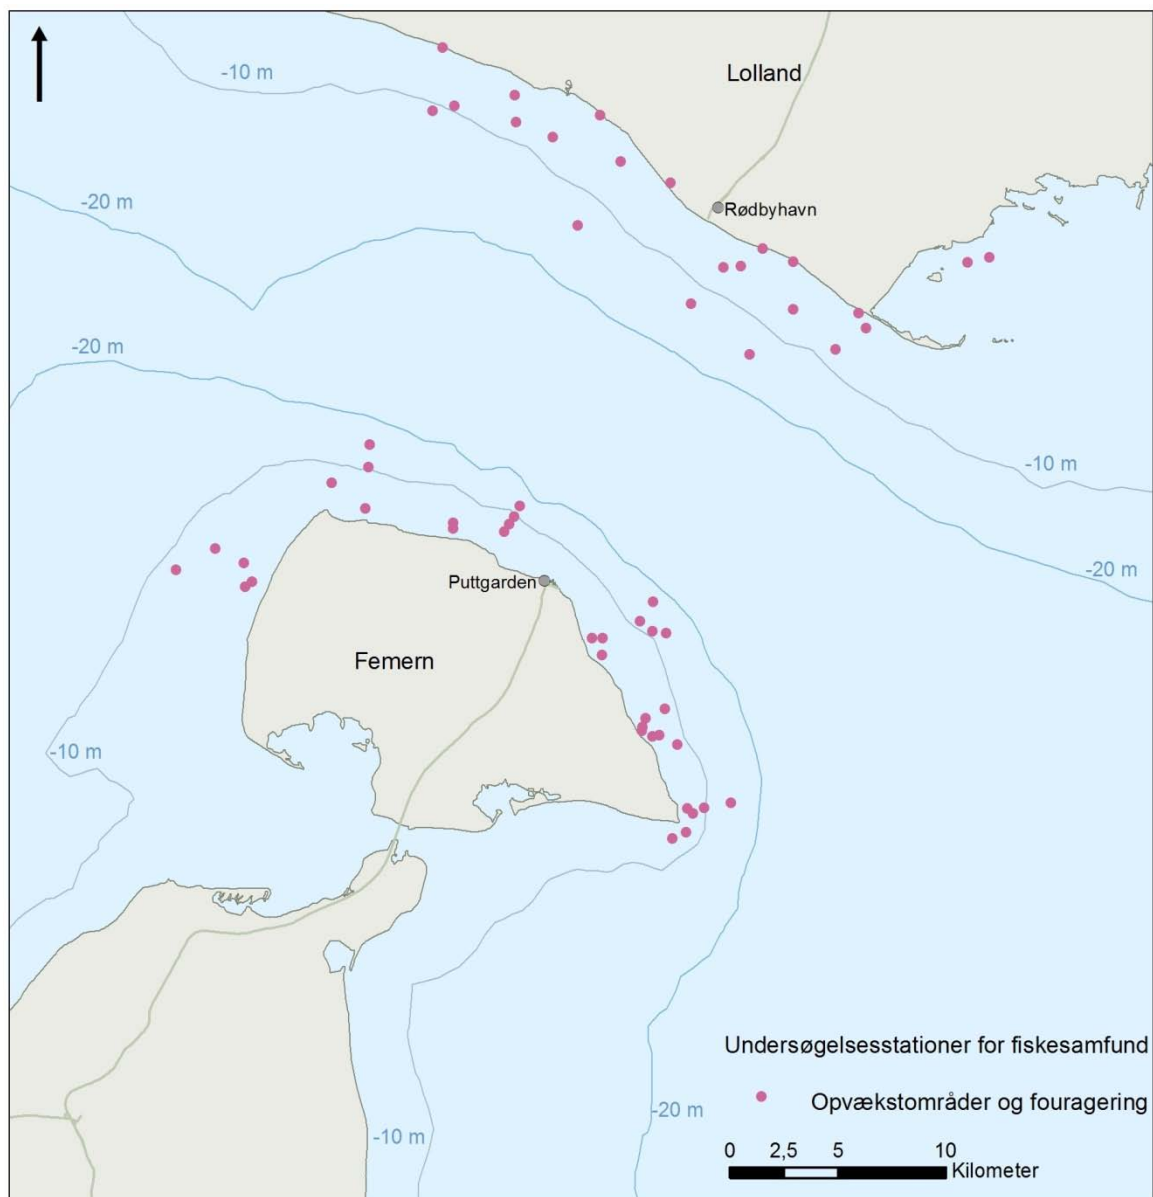 Lolland
-10 m
-20 m
Rødbyhavn
-20 m
-10 m
-20 m
Puttgarden
Femern
-10 m
Undersøgelsesstationer for fiskesamfund
Opvækstområder og fouragering
-20 m
-10 m
0 2,5 5 10
Kilometer